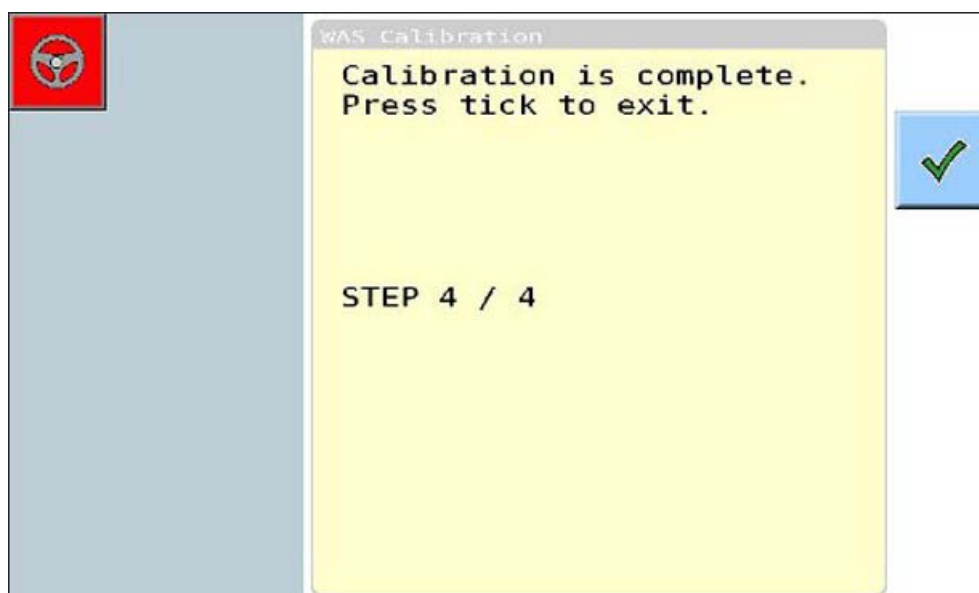 WAS Calibration
Calibration is complete.
Press tick to exit.
STEP 4 / 4